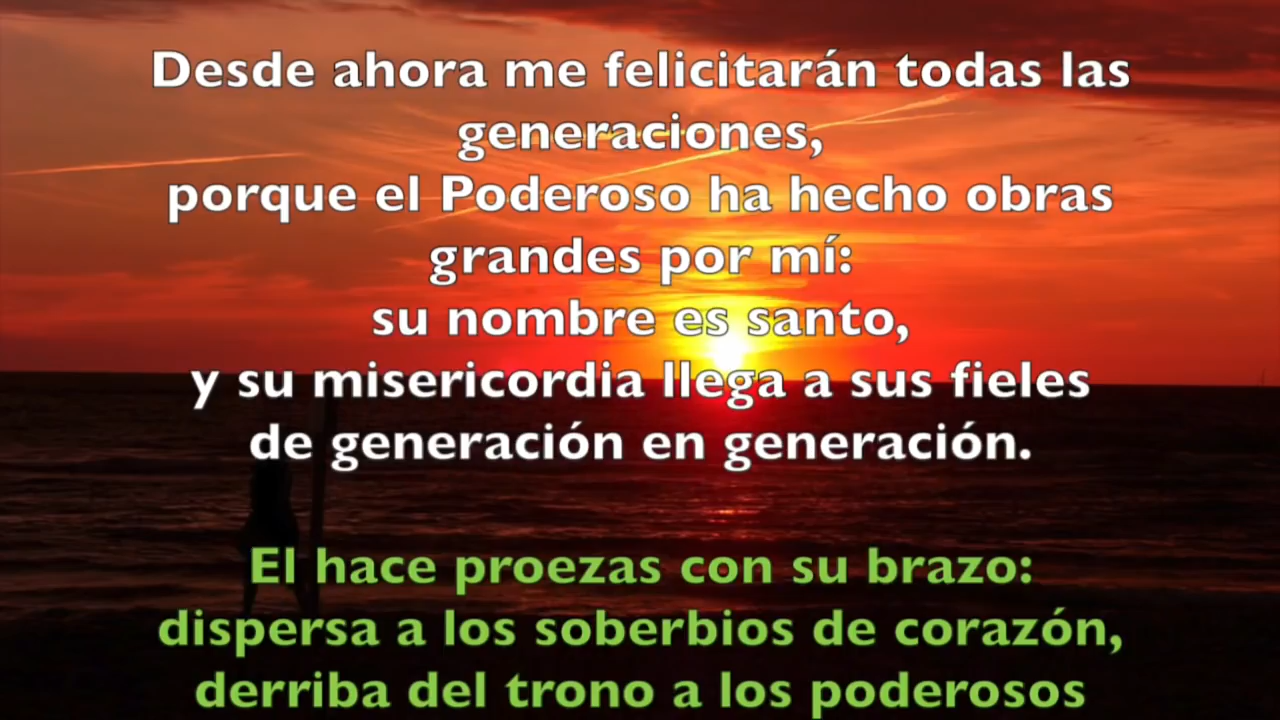 Desde ahora me felicitarán todas las
generaciones,
porque el Poderoso ha hecho obras
grandes por mí:
su nombre es santo,
y su misericordia llega a sus fieles
de generación en generación.
El hace proezas con su brazo:
dispersa a los soberbios de corazón,
derriba del trono a los poderosos